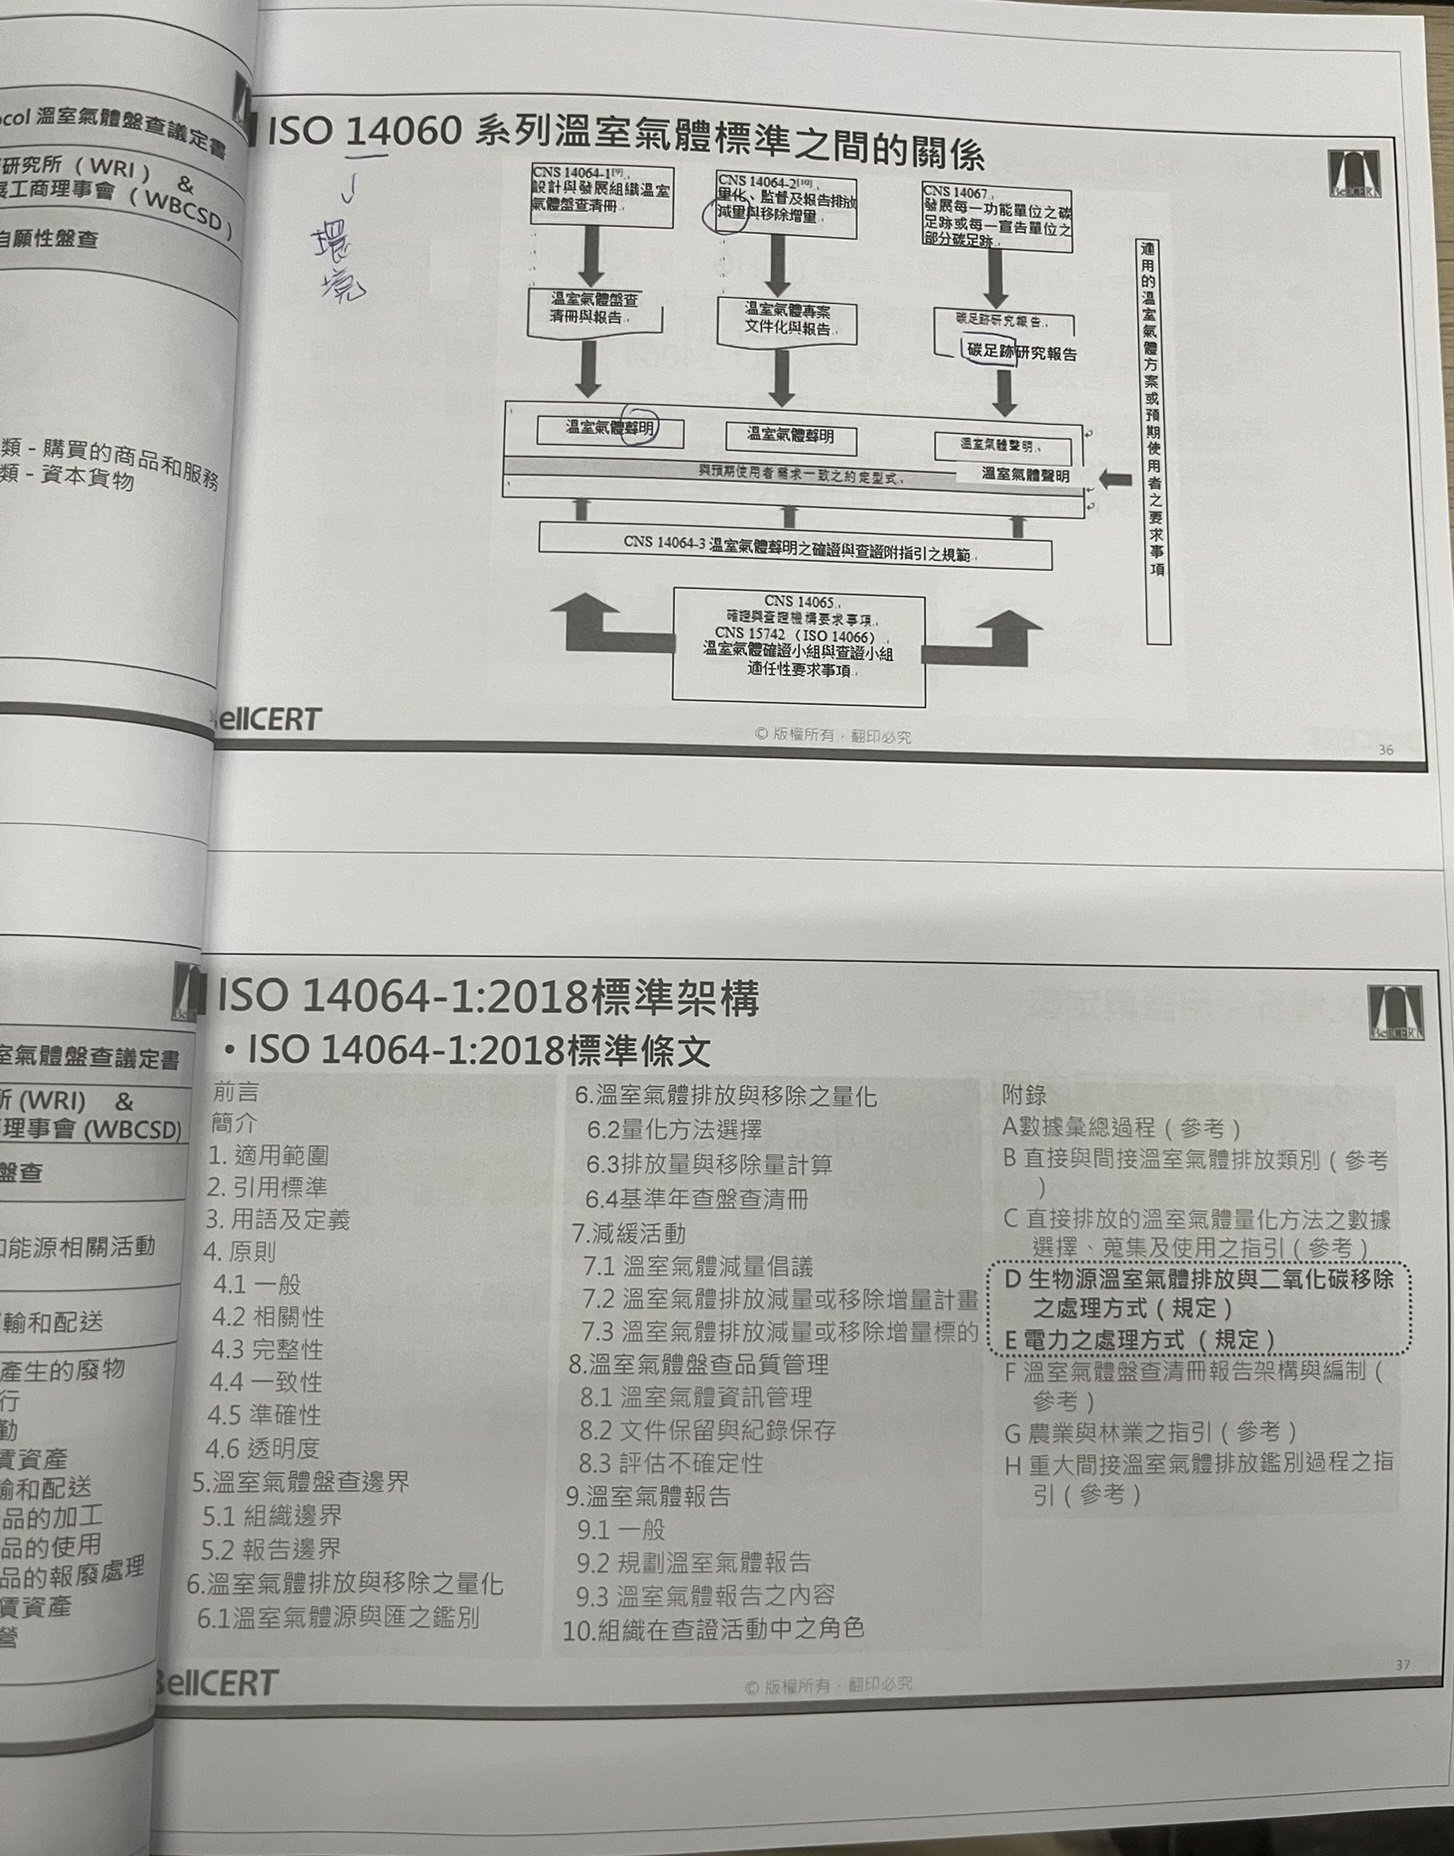 ocol 溫室氣體盤查議定書
研究所（WRI） &
展工商理事會（WBCSD）
自願性盤查
類 - 購買的商品和服務
類 - 資本貨物
ISO 14060 系列溫室氣體標準之間的關係
環境
BellCERT
CNS 14064-1[9]
設計與發展組織溫室
氣體盤查清冊
CNS 14064-2[10]
量化、監督及報告排放
減量與移除增量
CNS 14067
發展每一功能單位之碳
足跡或每一宣告單位之
部分碳足跡
溫室氣體盤查
清冊與報告
溫室氣體專案
文件化與報告
碳足跡研究報告
碳足跡研究報告
溫室氣體聲明
溫室氣體聲明
溫室氣體聲明
溫室氣體聲明
與預期使用者需求一致之約定型式
適用的溫室氣體方案或預期使用者之要求事項
CNS 14064-3 溫室氣體聲明之確證與查證附指引之規範
CNS 14065
確證與查證機構要求事項
CNS 15742 （ISO 14066）
溫室氣體確證小組與查證小組
適任性要求事項
ellCERT
© 版權所有．翻印必究
36
室氣體盤查議定書
所 (WRI) &
理事會 (WBCSD)
盤查
和能源相關活動
輸和配送
產生的廢物
行
勤
賃資產
輸和配送
品的加工
品的使用
品的報廢處理
賃資產
營
ISO 14064-1:2018標準架構
BellCERT
• ISO 14064-1:2018標準條文
前言
簡介
1. 適用範圍
2. 引用標準
3. 用語及定義
4. 原則
4.1 一般
4.2 相關性
4.3 完整性
4.4 一致性
4.5 準確性
4.6 透明度
5.溫室氣體盤查邊界
5.1 組織邊界
5.2 報告邊界
6.溫室氣體排放與移除之量化
6.1溫室氣體源與匯之鑑別
6.溫室氣體排放與移除之量化
6.2量化方法選擇
6.3排放量與移除量計算
6.4基準年查盤查清冊
7.減緩活動
7.1 溫室氣體減量倡議
7.2 溫室氣體排放減量或移除增量計畫
7.3 溫室氣體排放減量或移除增量標的
8.溫室氣體盤查品質管理
8.1 溫室氣體資訊管理
8.2 文件保留與紀錄保存
8.3 評估不確定性
9.溫室氣體報告
9.1 一般
9.2 規劃溫室氣體報告
9.3 溫室氣體報告之內容
10.組織在查證活動中之角色
附錄
A數據彙總過程（參考）
B 直接與間接溫室氣體排放類別（參考
）
C 直接排放的溫室氣體量化方法之數據
選擇、蒐集及使用之指引（參考）
D 生物源溫室氣體排放與二氧化碳移除
之處理方式（規定）
E 電力之處理方式 （規定）
F 溫室氣體盤查清冊報告架構與編制（
參考）
G 農業與林業之指引（參考）
H 重大間接溫室氣體排放鑑別過程之指
引（參考）
BellCERT
© 版權所有．翻印必究
37